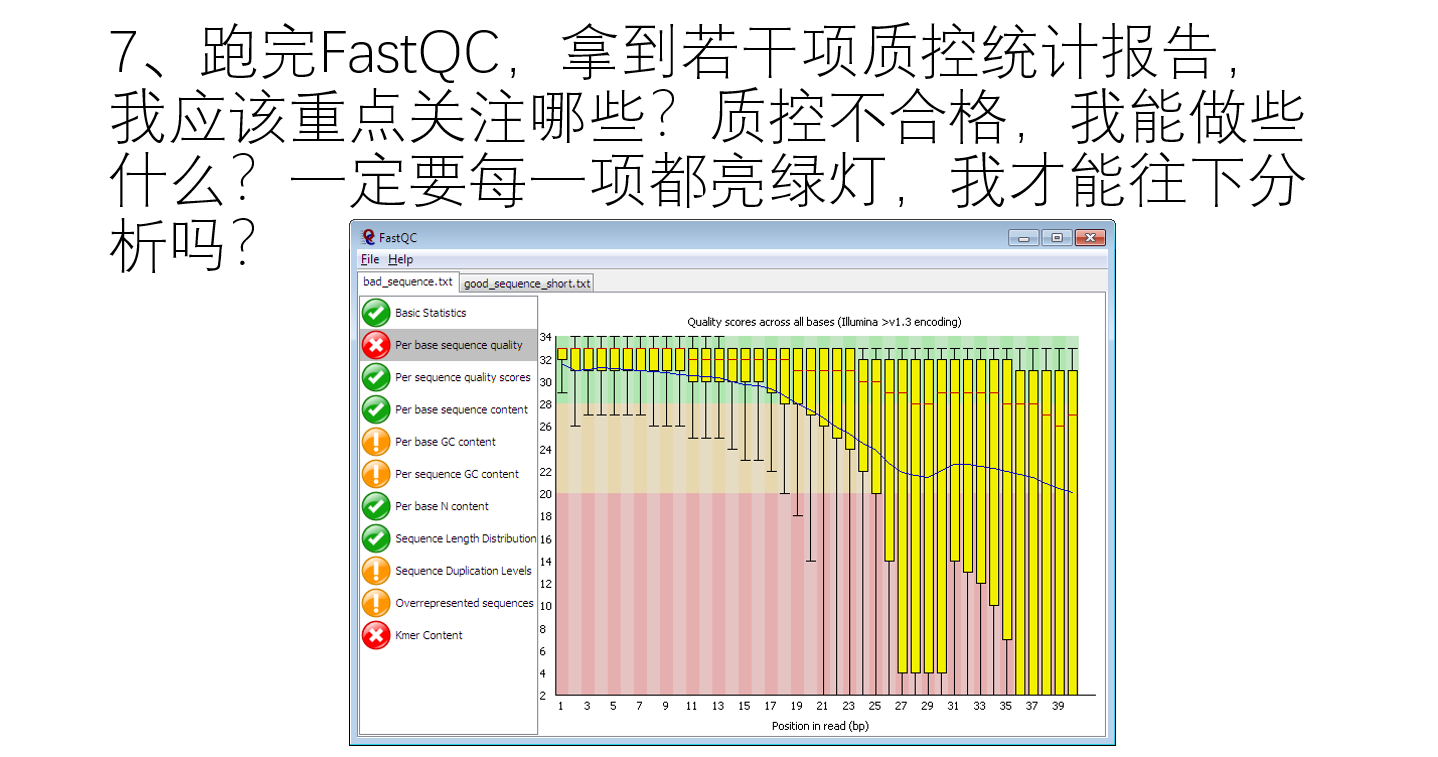 7、跑完FastQC，拿到若干项质控统计报告，
我应该重点关注哪些？质控不合格，我能做些
什么？一定要每一项都亮绿灯，我才能往下分
析吗？
FastQC
File Help
bad_sequence.txt good_sequence_short.txt
Basic Statistics
Per base sequence quality
Per sequence quality scores
Per base sequence content
Per base GC content
Per sequence GC content
Per base N content
Sequence Length Distribution
Sequence Duplication Levels
Overrepresented sequences
Kmer Content
Quality scores across all bases (Illumina >v1.3 encoding)
34
32
30
28
26
24
22
20
18
16
14
12
10
8
6
4
2
1 3 5 7 9 11 13 15 17 19 21 23 25 27 29 31 33 35 37 39
Position in read (bp)